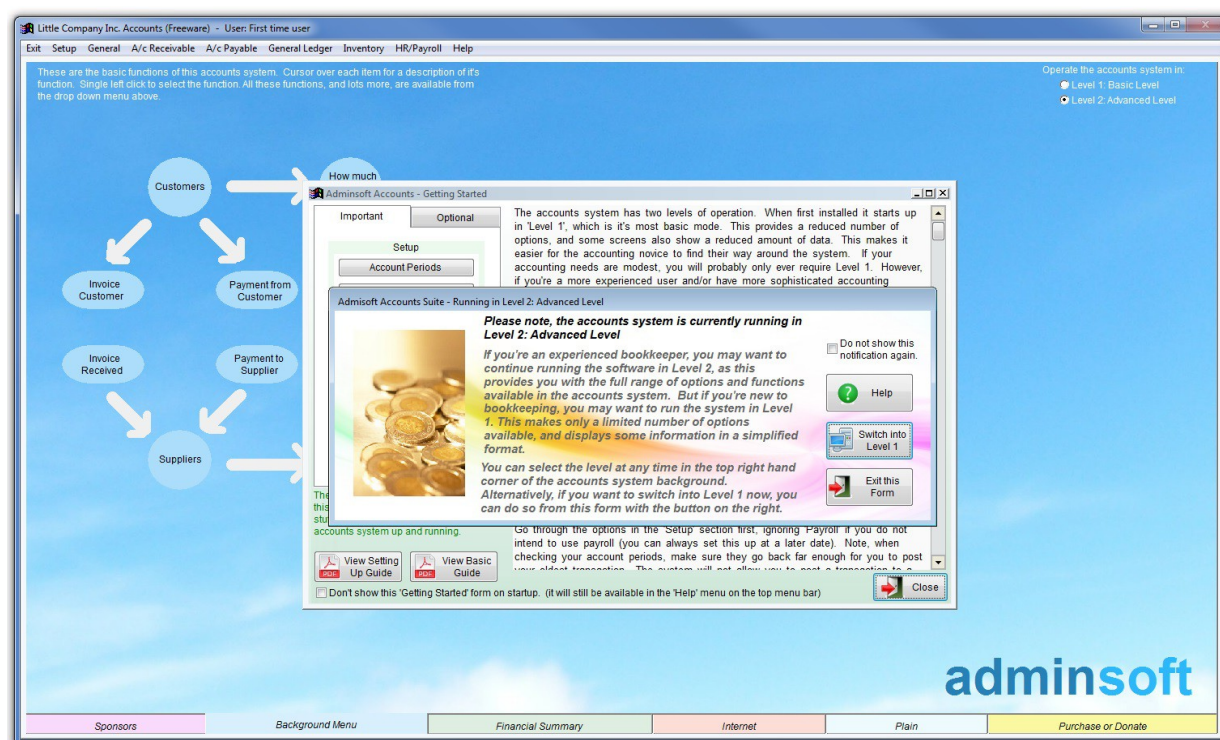 Little Company Inc. Accounts (Freeware) - User: First time user
Exit Setup General A/c Receivable A/c Payable General Ledger Inventory HR/Payroll Help
These are the basic functions of this accounts system. Cursor over each item for a description of it's
function. Single left click to select the function. All these functions, and lots more, are available from
the drop down menu above.
Operate the accounts system in:
Level 1: Basic Level
Level 2: Advanced Level
Customers
How much
Invoice
Customer
Payment from
Customer
Invoice
Received
Payment to
Supplier
Suppliers
Adminsoft Accounts - Getting Started
Important
Optional
Setup
Account Periods
The accounts system has two levels of operation. When first installed it starts up
in 'Level 1', which is it's most basic mode. This provides a reduced number of
options, and some screens also show a reduced amount of data. This makes it
easier for the accounting novice to find their way around the system. If your
accounting needs are modest, you will probably only ever require Level 1. However,
if you're a more experienced user and/or have more sophisticated accounting
Admisoft Accounts Suite - Running in Level 2: Advanced Level
Please note, the accounts system is currently running in
Level 2: Advanced Level
If you're an experienced bookkeeper, you may want to
continue running the software in Level 2, as this
provides you with the full range of options and functions
available in the accounts system. But if you're new to
bookkeeping, you may want to run the system in Level
1. This makes only a limited number of options
available, and displays some information in a simplified
format.
You can select the level at any time in the top right hand
corner of the accounts system background.
Alternatively, if you want to switch into Level 1 now, you
can do so from this form with the button on the right.
Do not show this
notification again.
Help
Switch into
Level 1
Exit this
Form
accounts system up and running.
Go through the options in the 'Setup' section first, ignoring 'Payroll' if you do not
intend to use payroll (you can always set this up at a later date). Note, when
checking your account periods, make sure they go back far enough for you to post
your oldest transaction. The system will not allow you to post a transaction to a
PDF
View Setting
Up Guide
PDF
View Basic
Guide
Don't show this 'Getting Started' form on startup. (it will still be available in the 'Help' menu on the top menu bar)
Close
adminsoft
Sponsors
Background Menu
Financial Summary
Internet
Plain
Purchase or Donate